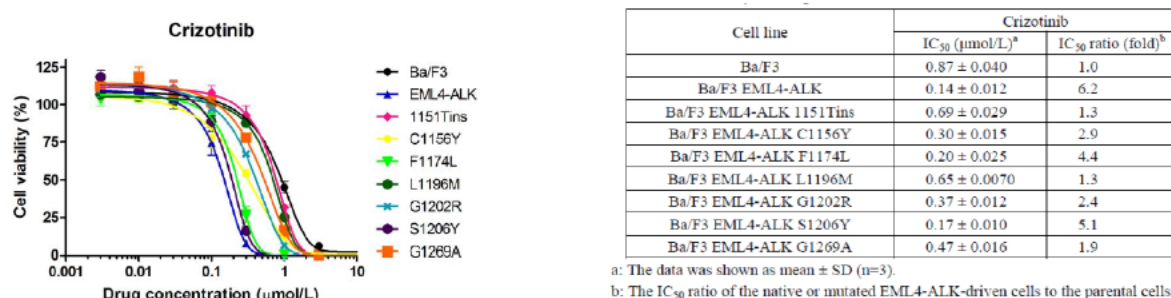 Crizotinib
125
100
75
50
25
0
0.001
0.01
0.1
1
10
Cell viability (%)
Drug concentration (μmol/L)
Ba/F3
EML4-ALK
1151Tins
C1156Y
F1174L
L1196M
G1202R
S1206Y
G1269A
Cell line Crizotinib
IC50 (μmol/L)a IC50 ratio (fold)b
Ba/F3 0.87 ± 0.040 1.0
Ba/F3 EML4-ALK 0.14 ± 0.012 6.2
Ba/F3 EML4-ALK 1151Tins 0.69 ± 0.029 1.3
Ba/F3 EML4-ALK C1156Y 0.30 ± 0.015 2.9
Ba/F3 EML4-ALK F1174L 0.20 ± 0.025 4.4
Ba/F3 EML4-ALK L1196M 0.65 ± 0.0070 1.3
Ba/F3 EML4-ALK G1202R 0.37 ± 0.012 2.4
Ba/F3 EML4-ALK S1206Y 0.17 ± 0.010 5.1
Ba/F3 EML4-ALK G1269A 0.47 ± 0.016 1.9
a: The data was shown as mean ± SD (n=3).
b: The IC50 ratio of the native or mutated EML4-ALK-driven cells to the parental cells